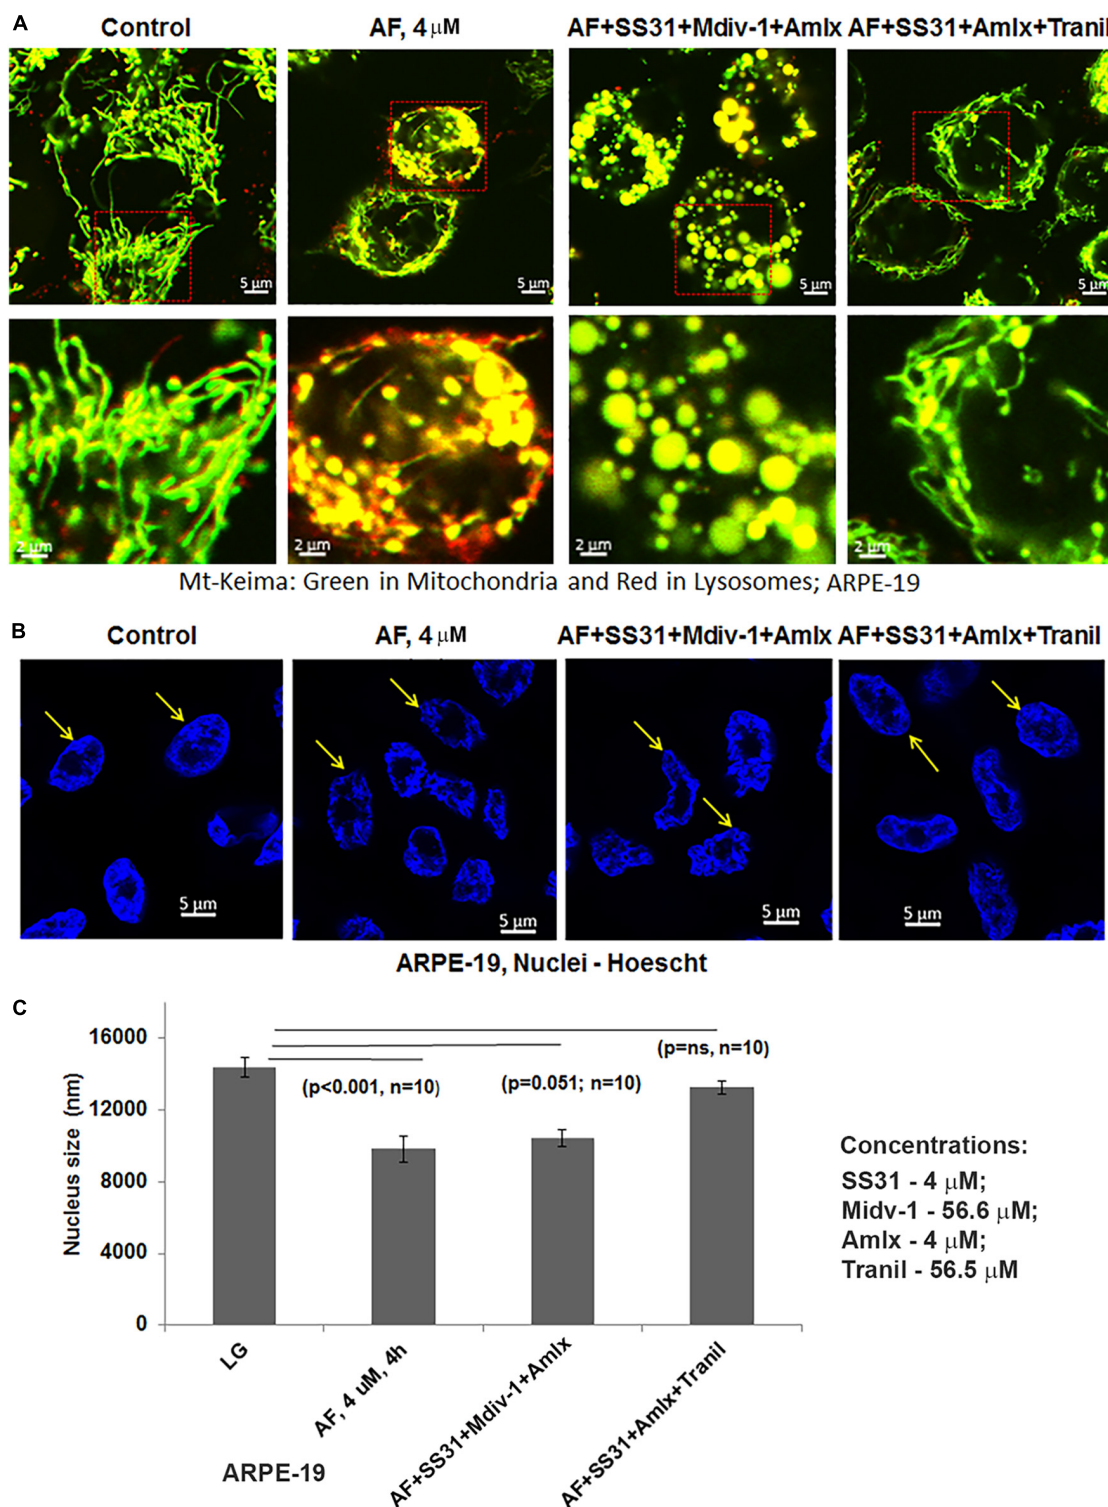 A
Control
AF, 4 μM
AF+SS31+Mdiv-1+Amlx
AF+SS31+Amlx+Tranil
5 μm
5 μm
5 μm
5 μm
2 μm
2 μm
2 μm
2 μm
Mt-Keima: Green in Mitochondria and Red in Lysosomes; ARPE-19
B
Control
AF, 4 μM
AF+SS31+Mdiv-1+Amlx
AF+SS31+Amlx+Tranil
5 μm
5 μm
5 μm
5 μm
ARPE-19, Nuclei - Hoescht
C
Nucleus size (nm)
16000
12000
8000
4000
0
(p<0.001, n=10)
(p=0.051; n=10)
(p=ns, n=10)
LG
AF, 4 uM, 4h
AF+SS31+Mdiv-1+Amlx
AF+SS31+Amlx+Tranil
ARPE-19
Concentrations:
SS31 - 4 μM;
Midv-1 - 56.6 μM;
Amlx - 4 μM;
Tranil - 56.5 μM